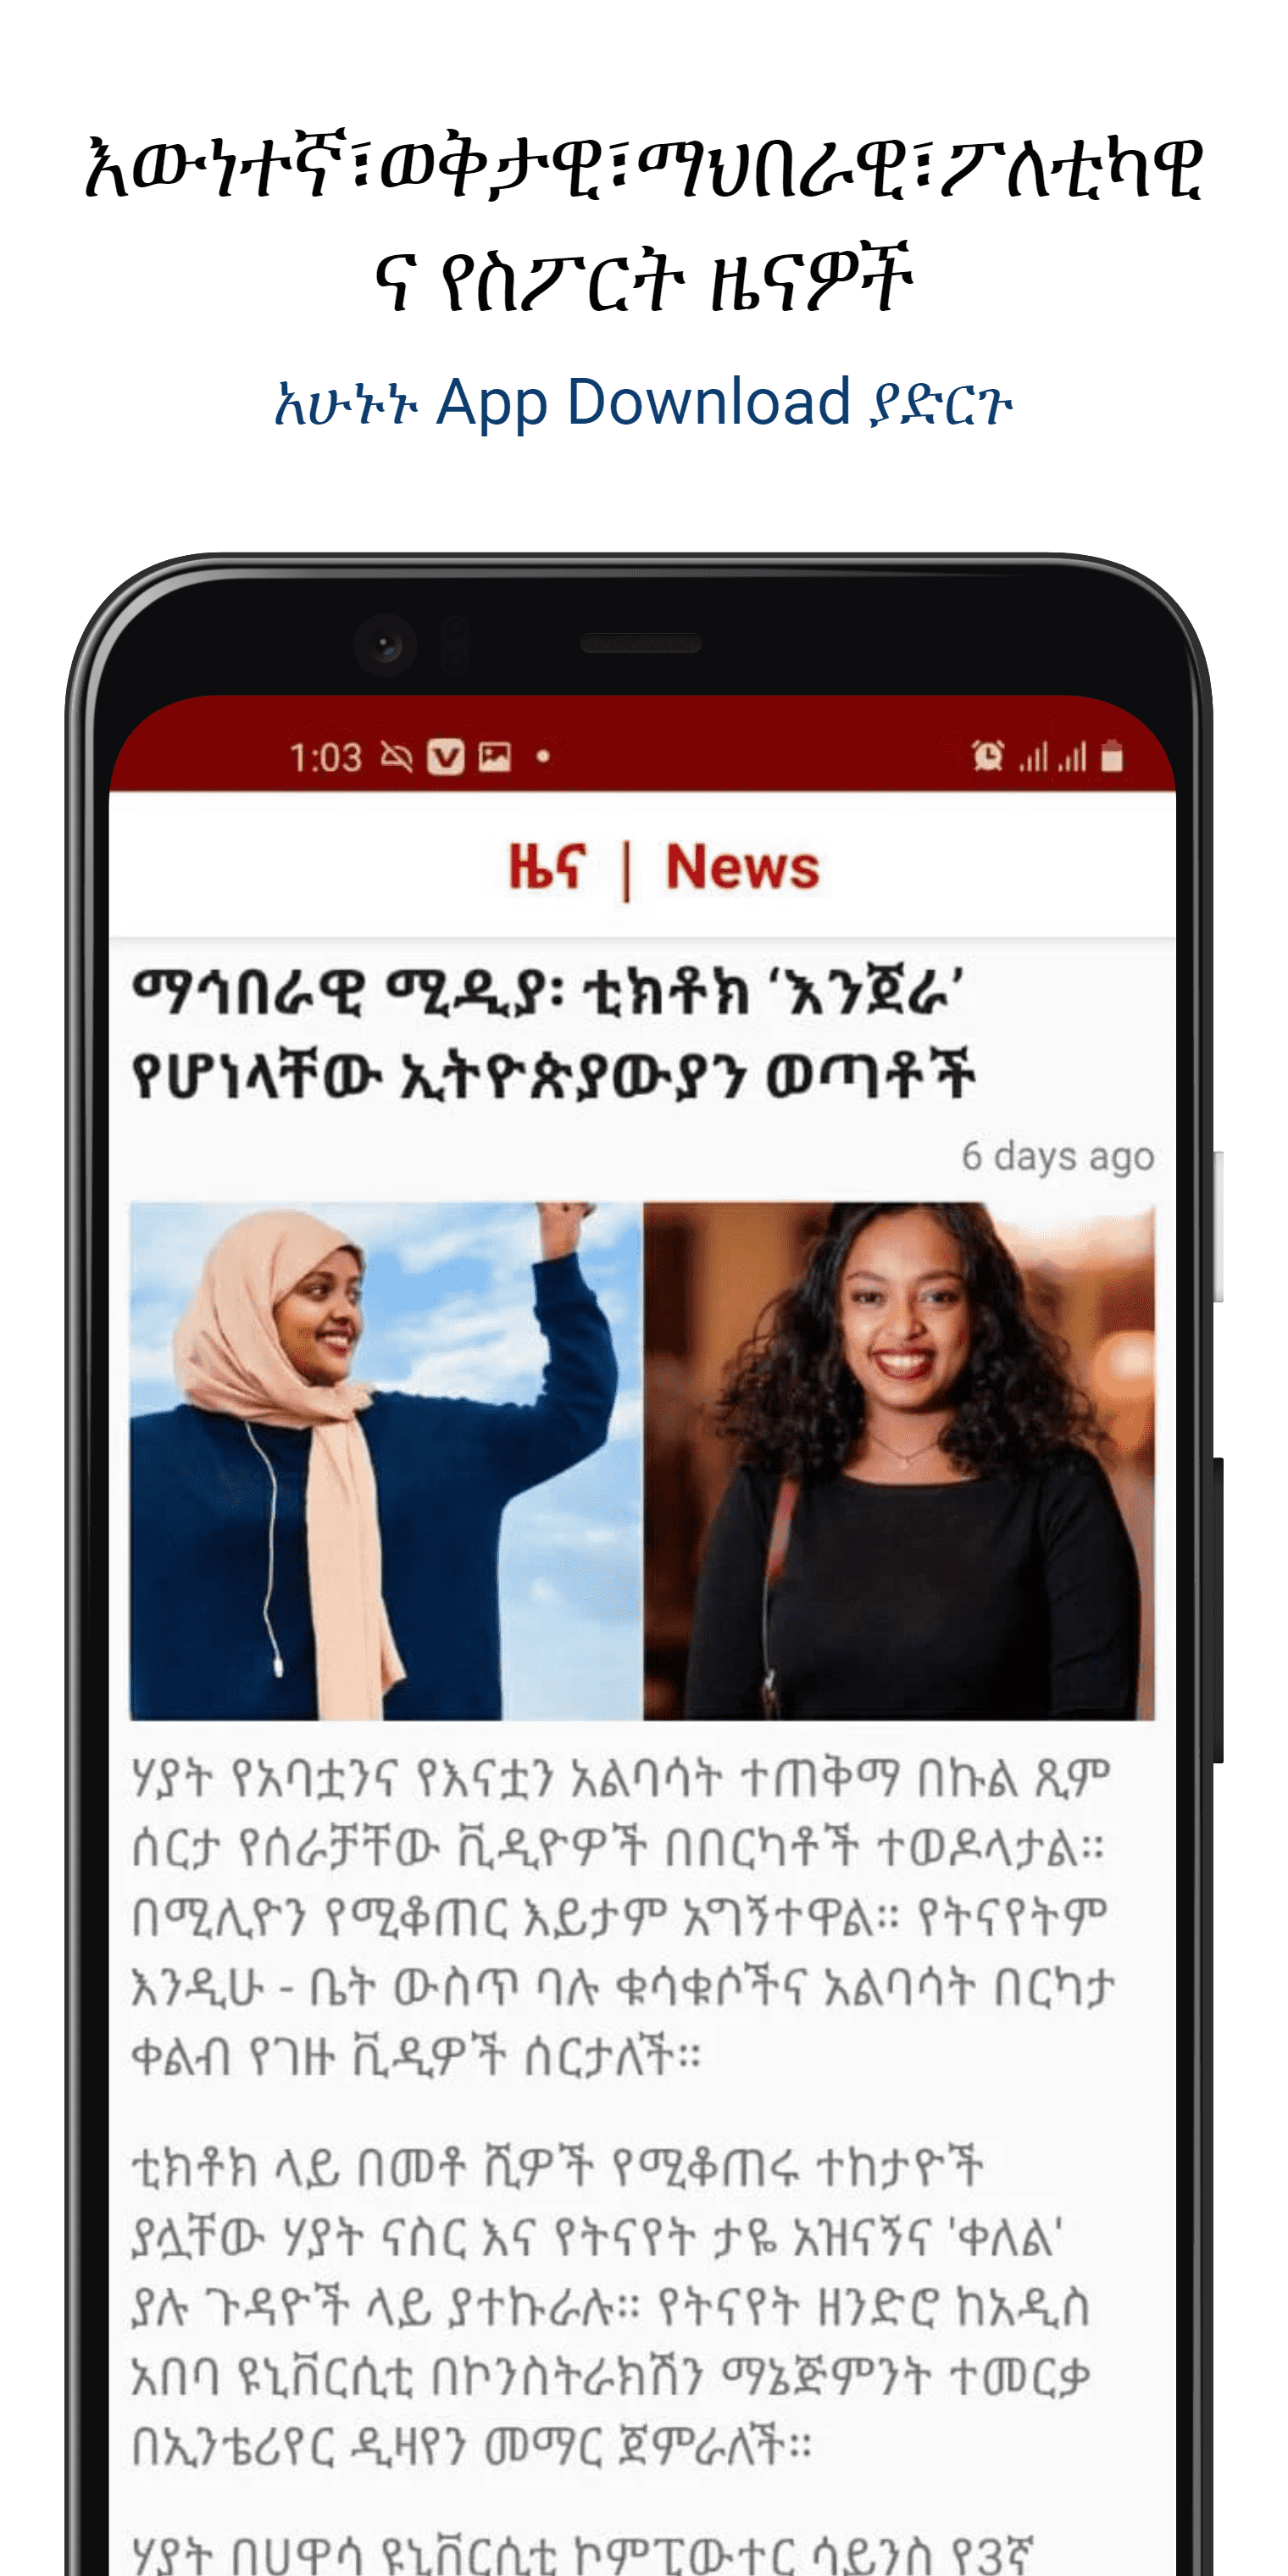 እውነተኛ፣ወቅታዊ፣ማህበራዊ፣ፖለቲካዊ
ና የስፖርት ዜናዎች
አሁኑኑ App Download ያድርጉ
1:03
ዜና | News
ማኅበራዊ ሚዲያ፡ ቲክቶክ ‘እንጀራ’
የሆነላቸው ኢትዮጵያውያን ወጣቶች
6 days ago
ሃያት የአባቷንና የእናቷን አልባሳት ተጠቅማ በኩል ጺም
ሰርታ የሰራቻቸው ቪዲዮዎች በበርካቶች ተወዶላታል።
በሚሊዮን የሚቆጠር እይታም አግኝተዋል። የትናየትም
እንዲሁ - ቤት ውስጥ ባሉ ቁሳቁሶችና አልባሳት በርካታ
ቀልብ የገዙ ቪዲዎች ሰርታለች።
ቲክቶክ ላይ በመቶ ሺዎች የሚቆጠሩ ተከታዮች
ያሏቸው ሃያት ናስር እና የትናየት ታዬ አዝናኝና 'ቀለል'
ያሉ ጉዳዮች ላይ ያተኩራሉ። የትናየት ዘንድሮ ከአዲስ
አበባ ዩኒቨርሲቲ በኮንስትራክሽን ማኔጅምንት ተመርቃ
በኢንቴሪየር ዲዛየን መማር ጀምራለች።
ሃያት በሀዋሳ ዩኒቨርሲቲ ኮምፒውተር ሳይንስ የ3ኛ